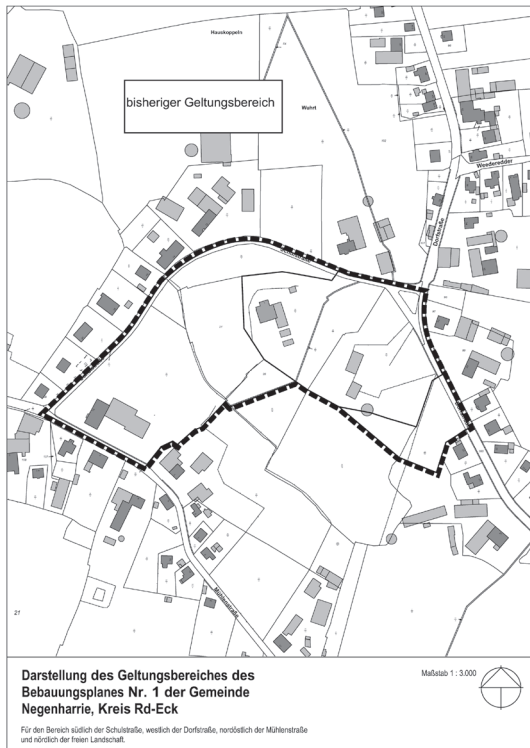 Hauskoppeln
bisheriger Geltungsbereich
Wahrt
Weederedder
Dorfstraße
Mühlenstraße
21
Darstellung des Geltungsbereiches des
Bebauungsplanes Nr. 1 der Gemeinde
Negenharrie, Kreis Rd-Eck
Maßstab 1 : 3.000
Für den Bereich südlich der Schulstraße, westlich der Dorfstraße, nordöstlich der Mühlenstraße
und nördlich der freien Landschaft.